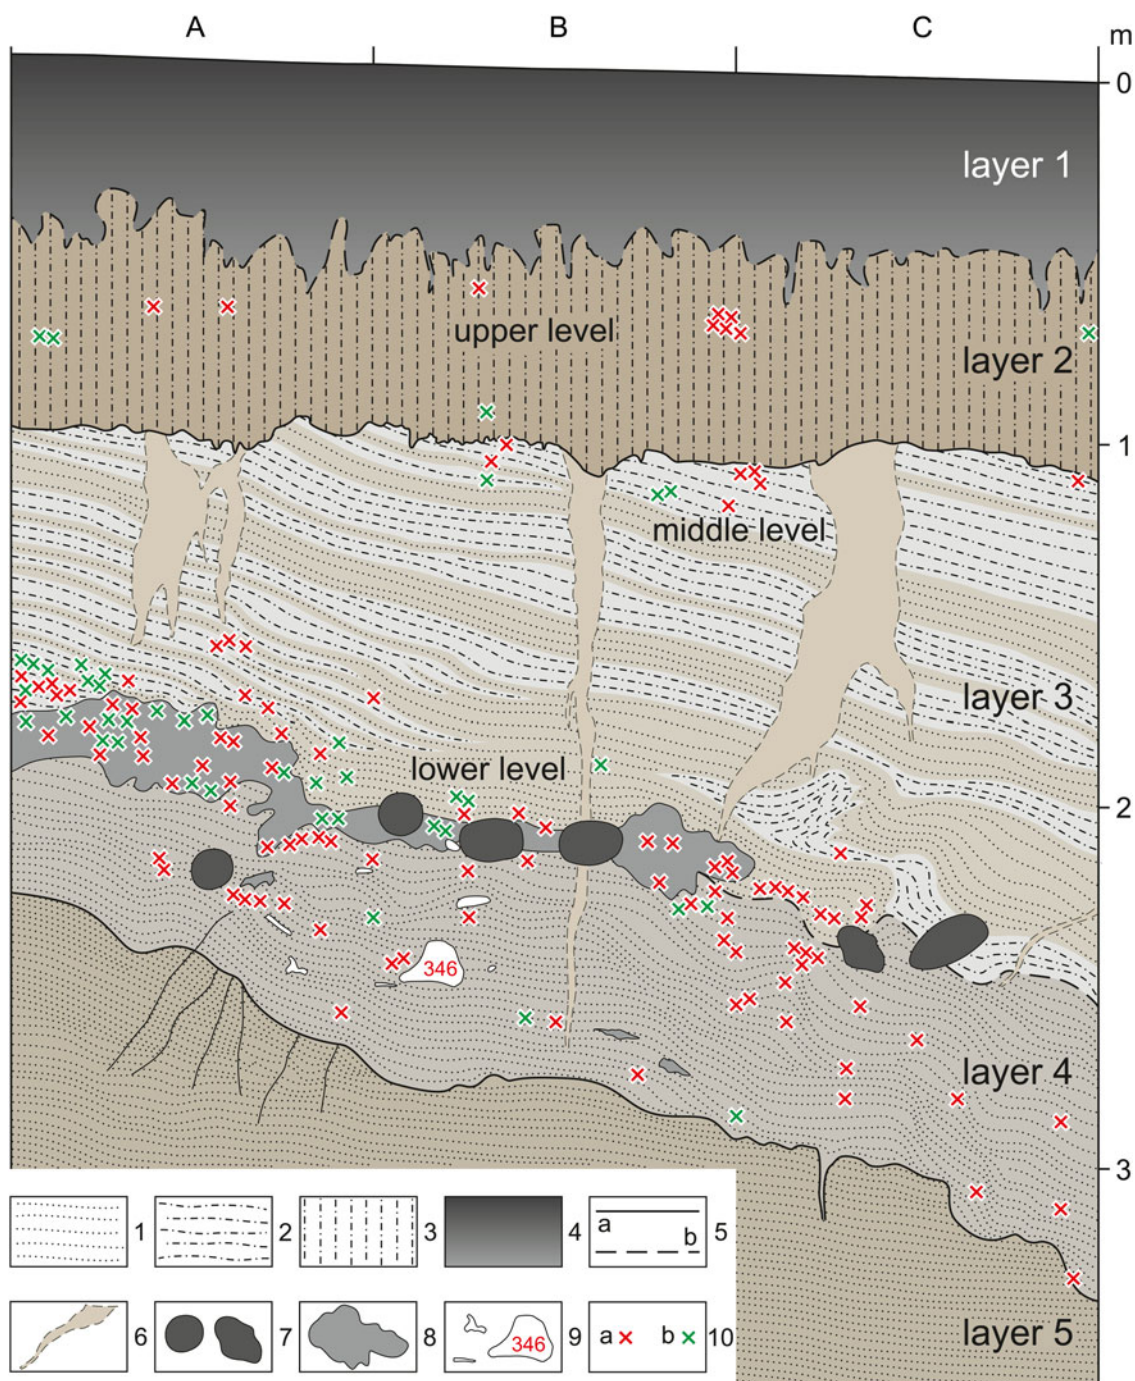 A B C m
0
layer 1
upper level
layer 2
1
middle level
layer 3
lower level
2
346
layer 4
3
1 2 3 4 a b 5
6 7 8 346 9 a b 10
layer 5